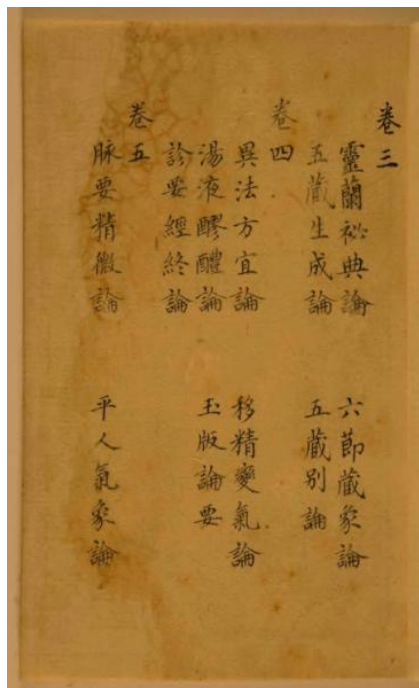 卷三
靈蘭祕典論 六節藏象論
五藏生成論 五藏別論
卷四
異法方宜論 移精變氣論
湯液醪醴論 玉版論要
診要經終論
卷五
脉要精微論 平人氣象論